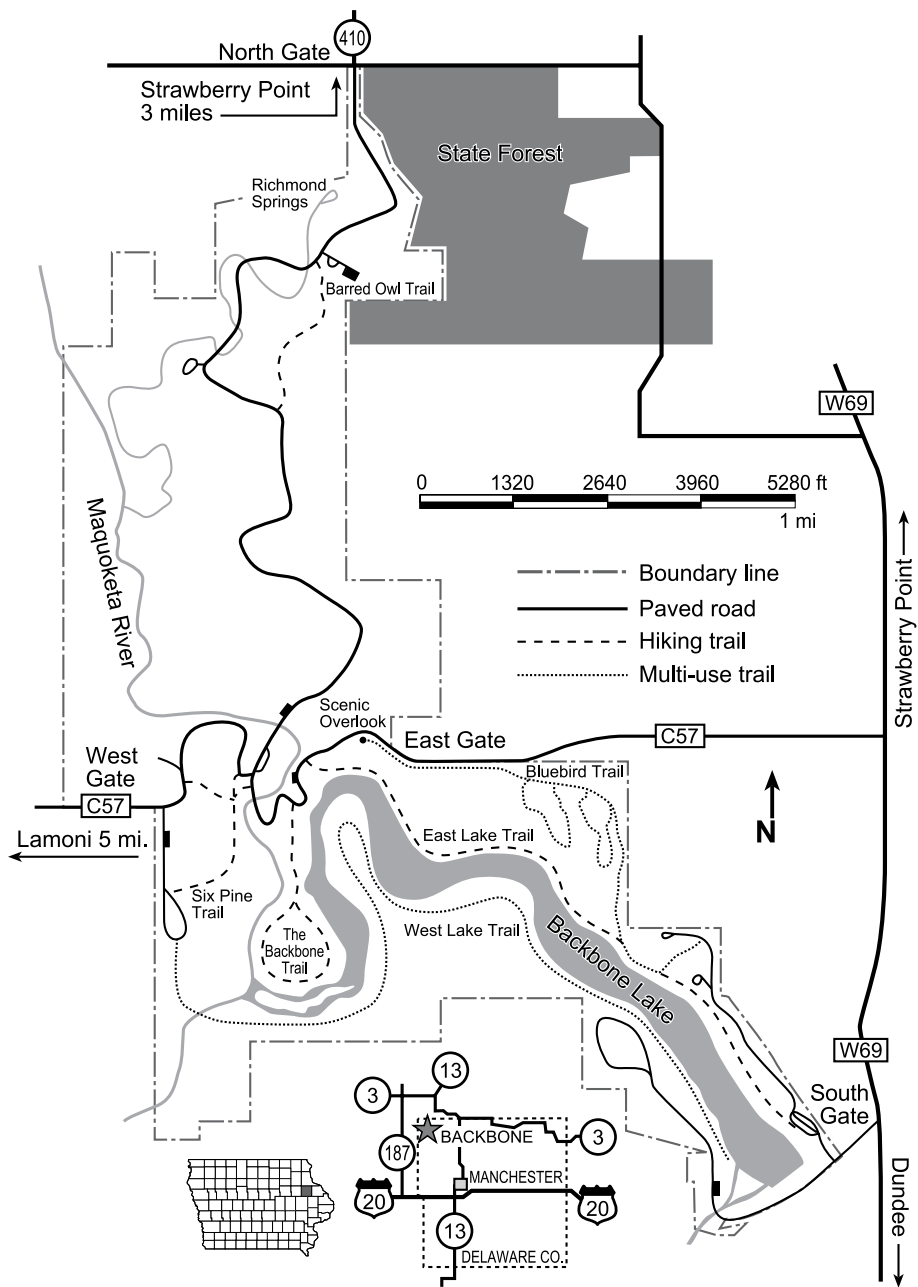 410
North Gate
Strawberry Point
3 miles
State Forest
Richmond
Springs
Barred Owl Trail
W69
0 1320 2640 3960 5280 ft
1 mi
Maquoketa River
Boundary line
Paved road
Hiking trail
Multi-use trail
Strawberry Point
Scenic
Overlook
East Gate
C57
West
Gate
Bluebird Trail
C57
N
Lamoni 5 mi.
East Lake Trail
Six Pine
Trail
West Lake Trail
The
Backbone
Trail
Backbone Lake
W69
South
Gate
13
3
BACKBONE
3
187
MANCHESTER
20
20
13
DELAWARE CO.
Dundee